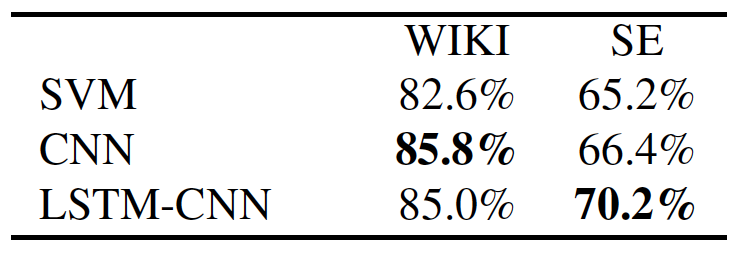 WIKI SE
SVM 82.6% 65.2%
CNN 85.8% 66.4%
LSTM-CNN 85.0% 70.2%